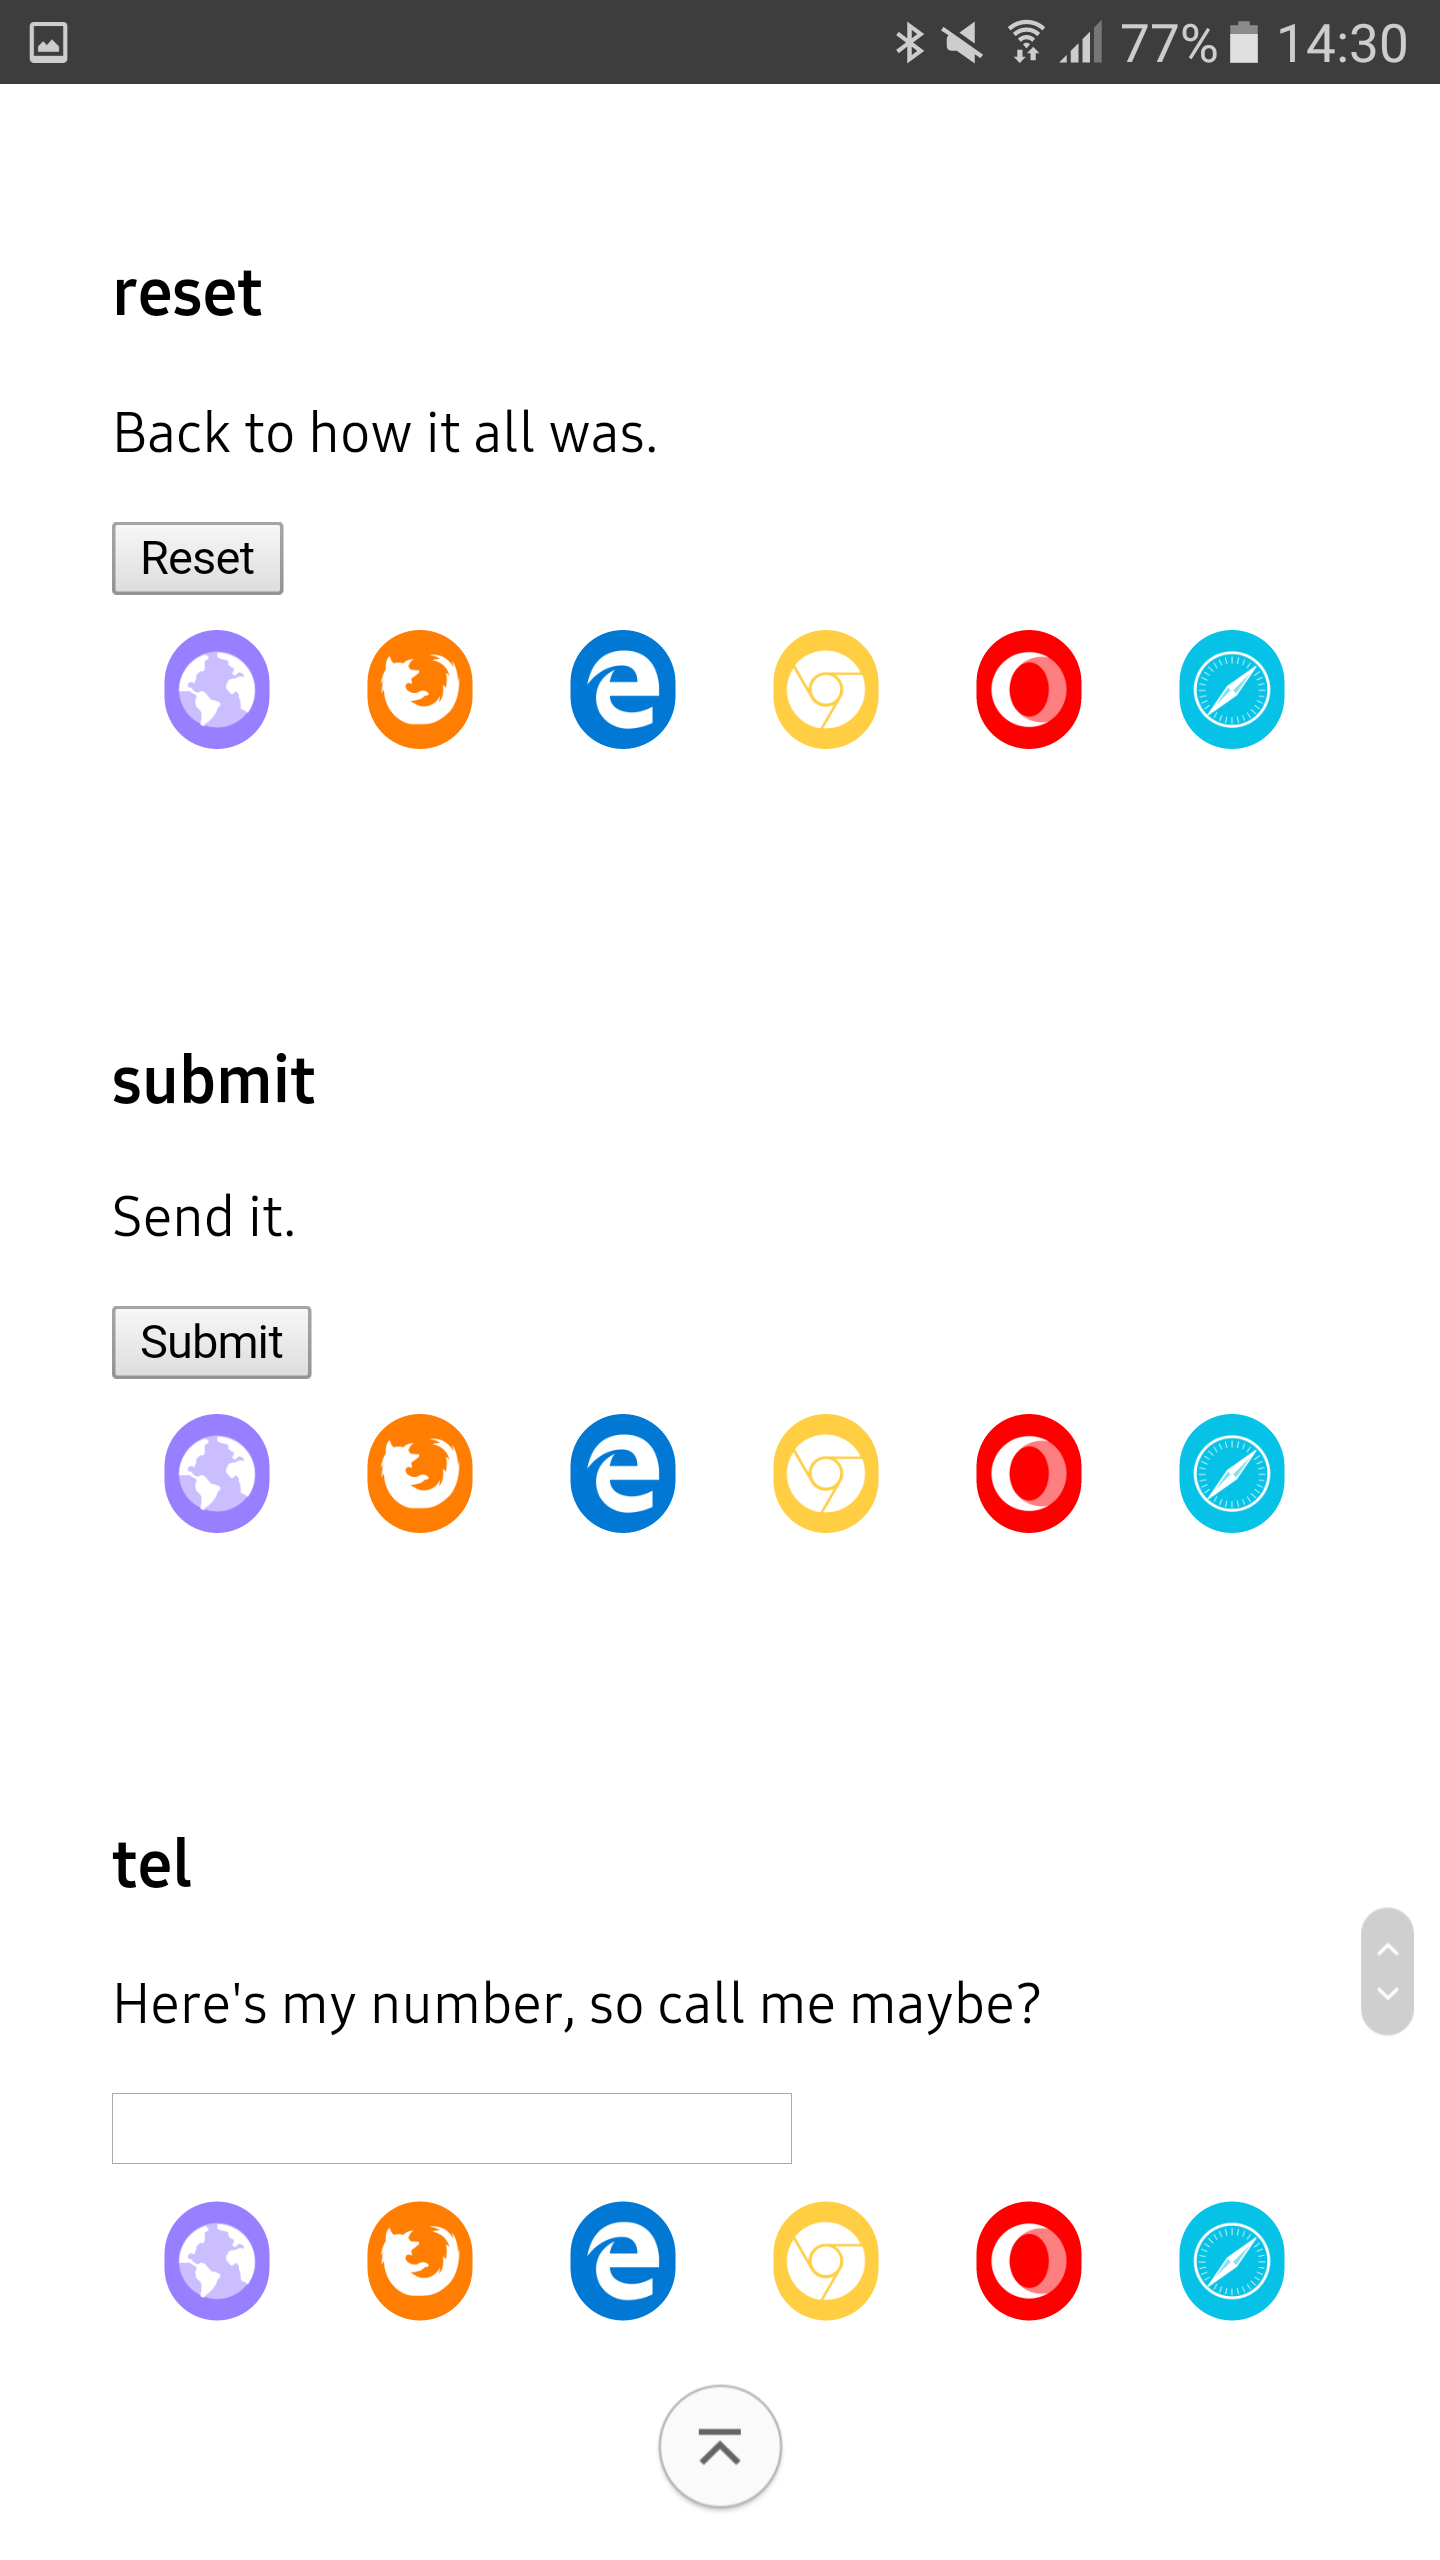 77% 14:30
reset
Back to how it all was.
Reset
submit
Send it.
Submit
tel
Here's my number, so call me maybe?